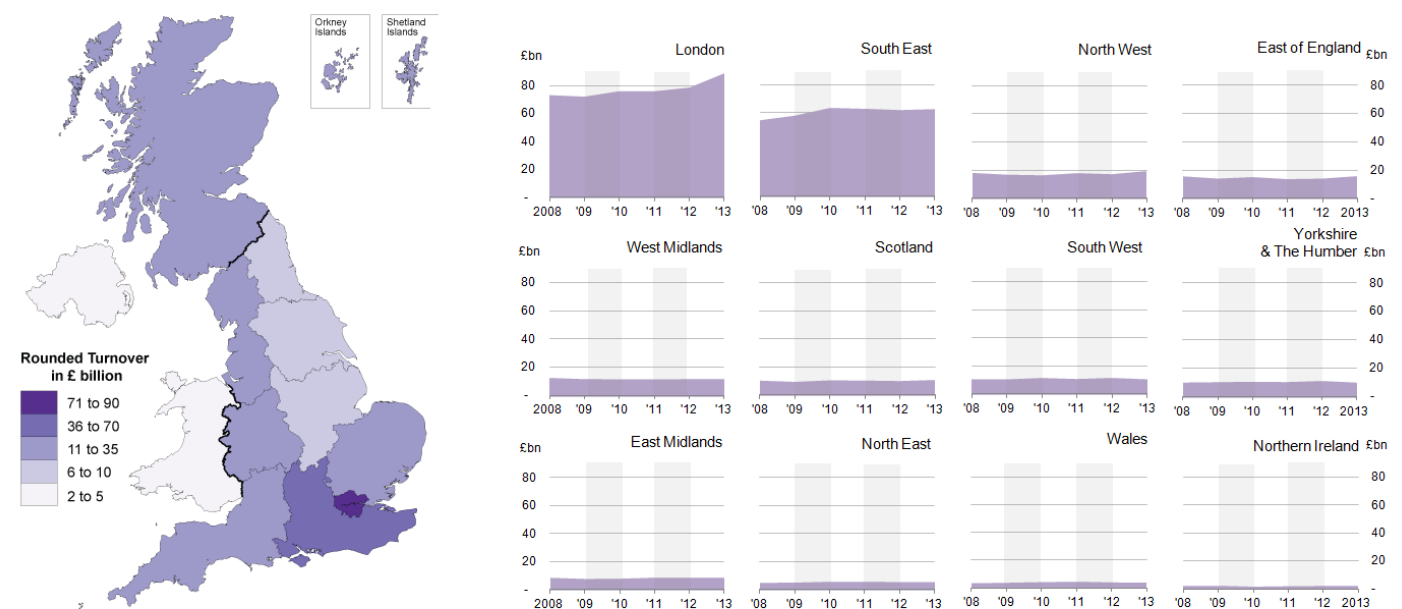 Orkney
Islands
Shetland
Islands
Rounded Turnover
in £ billion
71 to 90
36 to 70
11 to 35
6 to 10
2 to 5
£bn
London
80
60
40
20
-
2008 '09 '10 '11 '12 '13
South East
'08 '09 '10 '11 '12 '13
North West
'08 '09 '10 '11 '12 '13
East of England £bn
80
60
40
20
-
'08 '09 '10 '11 '12 2013
£bn
West Midlands
80
60
40
20
-
2008 '09 '10 '11 '12 '13
Scotland
'08 '09 '10 '11 '12 '13
South West
'08 '09 '10 '11 '12 '13
Yorkshire
& The Humber £bn
80
60
40
20
-
'08 '09 '10 '11 '12 2013
£bn
East Midlands
80
60
40
20
-
2008 '09 '10 '11 '12 '13
North East
'08 '09 '10 '11 '12 '13
Wales
'08 '09 '10 '11 '12 '13
Northern Ireland £bn
80
60
40
20
-
'08 '09 '10 '11 '12 2013